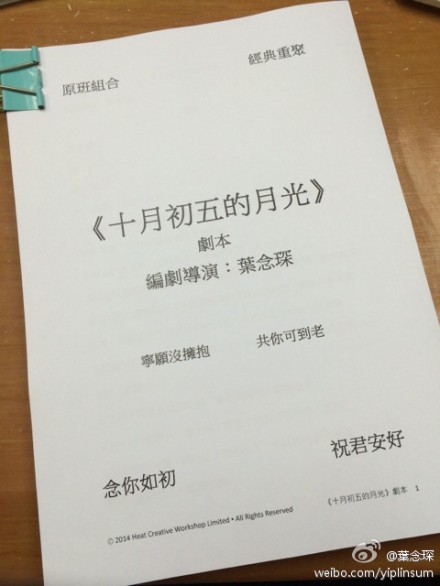 原班組合
經典重聚
《十月初五的月光》
劇本
編劇導演：葉念琛
寧願沒擁抱
共你可到老
念你如初
祝君安好
© 2014 Heat Creative Workshop Limited • All Rights Reserved
《十月初五的月光》劇本 1
@葉念琛
weibo.com/yiplinsum